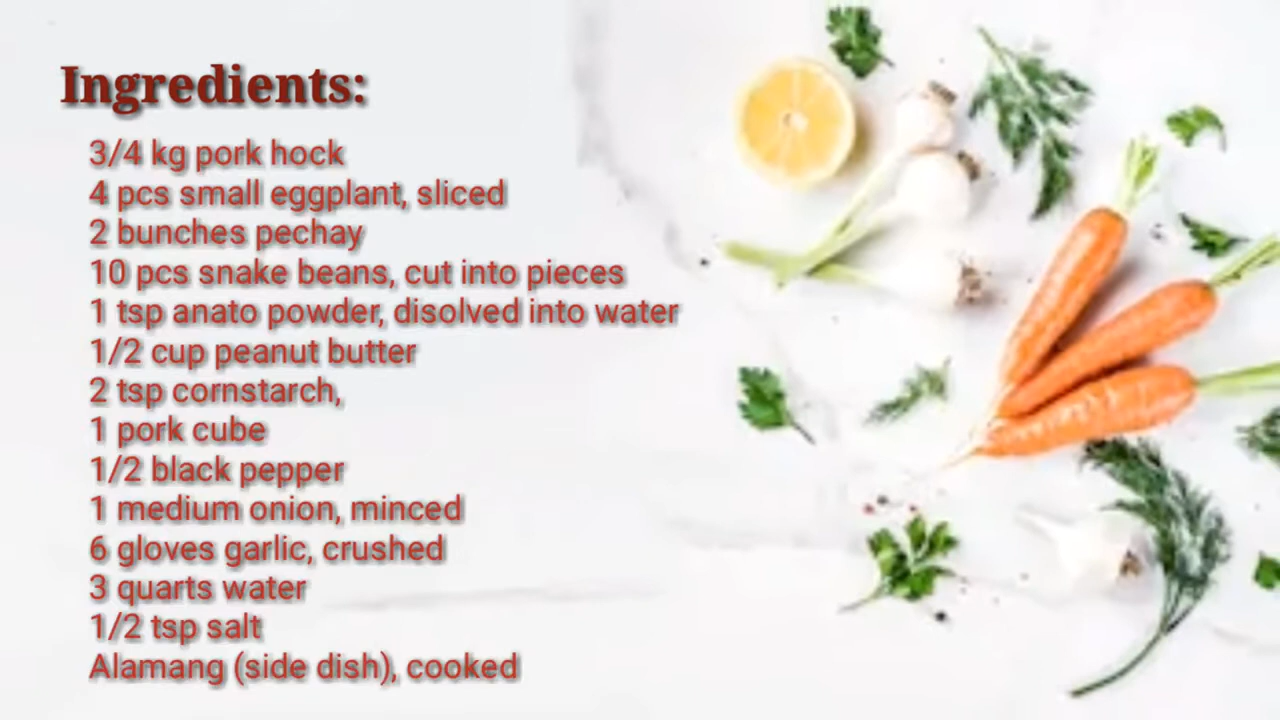 Ingredients:
3/4 kg pork hock
4 pcs small eggplant, sliced
2 bunches pechay
10 pcs snake beans, cut into pieces
1 tsp anato powder, disolved into water
1/2 cup peanut butter
2 tsp cornstarch,
1 pork cube
1/2 black pepper
1 medium onion, minced
6 gloves garlic, crushed
3 quarts water
1/2 tsp salt
Alamang (side dish), cooked